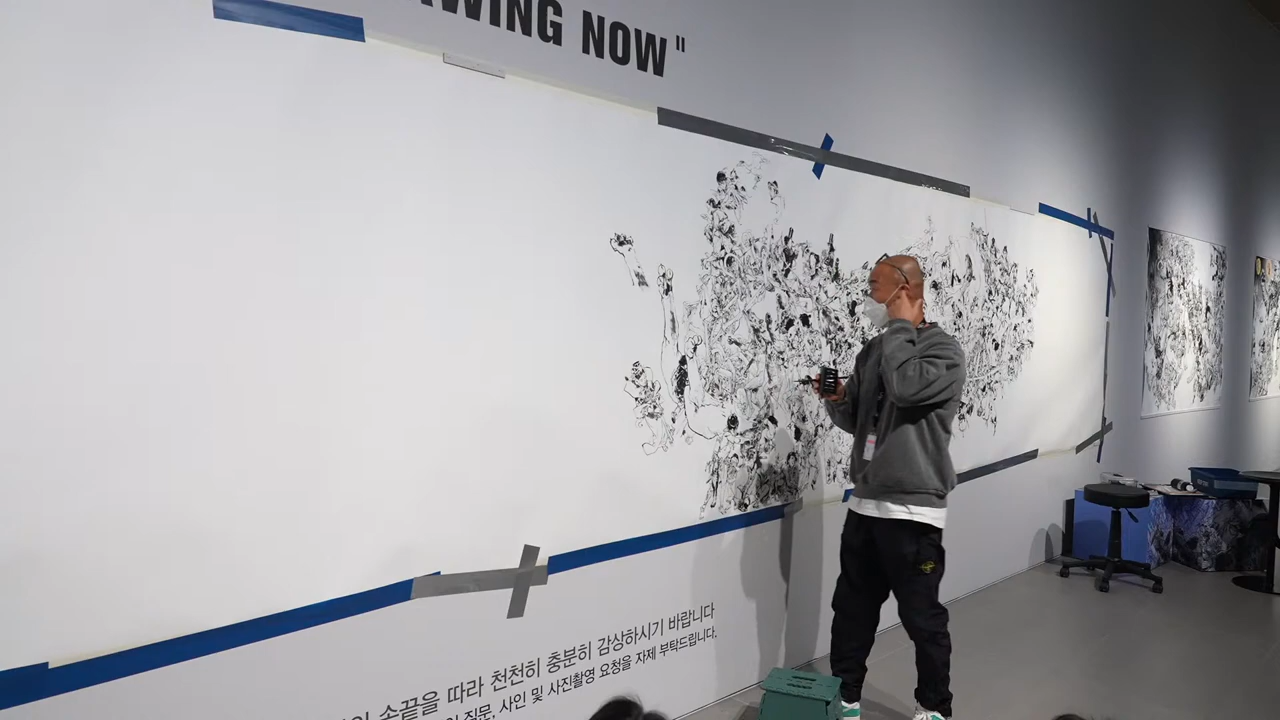 AWING NOW"
손끝을 따라 천천히 충분히 감상하시기 바랍니다
질문, 사인 및 사진촬영 요청을 자제 부탁드립니다.